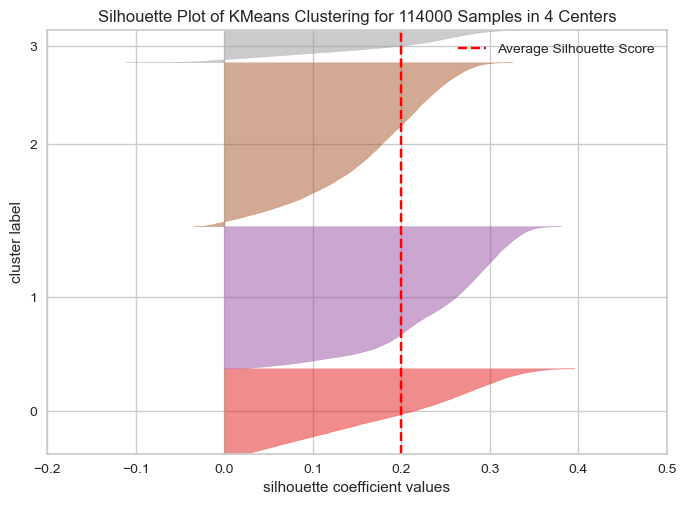 Silhouette Plot of KMeans Clustering for 114000 Samples in 4 Centers
Average Silhouette Score
cluster label
3
2
1
0
−0.2 −0.1 0.0 0.1 0.2 0.3 0.4 0.5
silhouette coefficient values